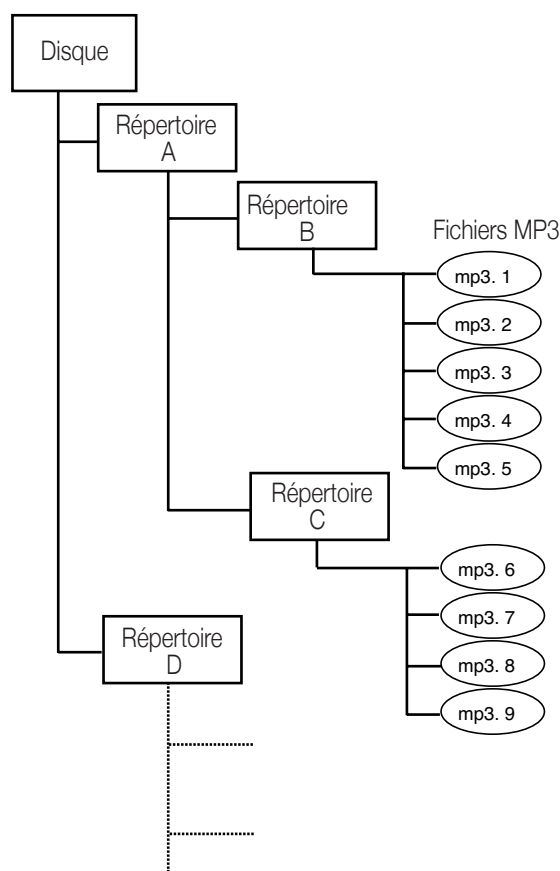 Disque
Répertoire
A
Répertoire
B
Fichiers MP3
mp3. 1
mp3. 2
mp3. 3
mp3. 4
mp3. 5
Répertoire
C
mp3. 6
mp3. 7
mp3. 8
mp3. 9
Répertoire
D